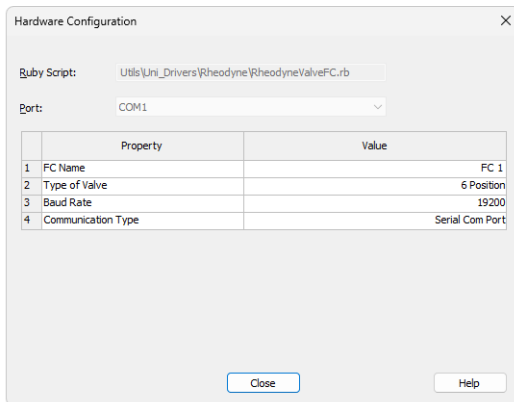 Hardware Configuration
Ruby Script: Utils\Uni_Drivers\Rheodyne\RheodyneValveFC.rb
Port: COM1
Property Value
1 FC Name FC 1
2 Type of Valve 6 Position
3 Baud Rate 19200
4 Communication Type Serial Com Port
Close Help